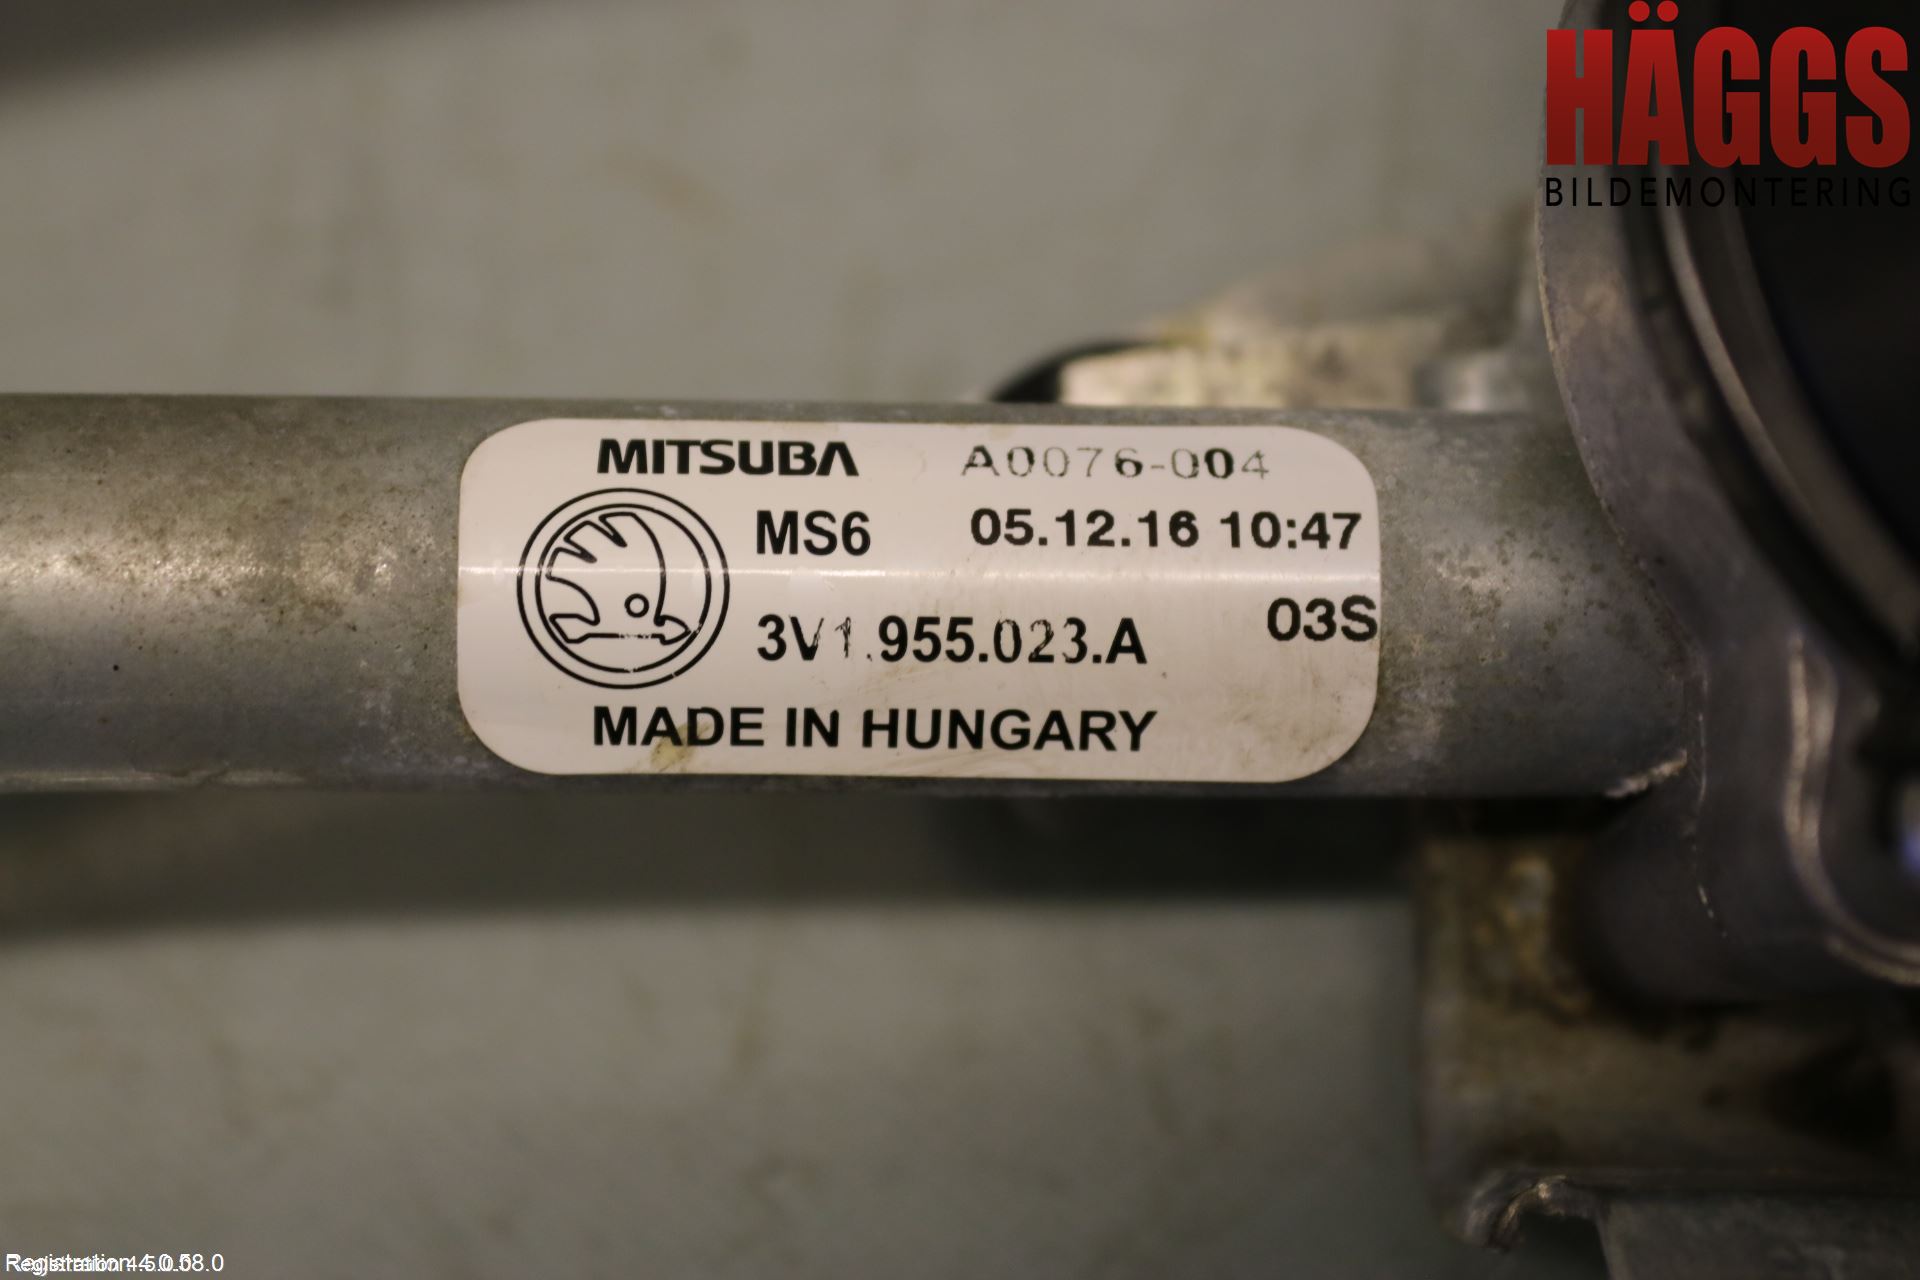 HÄGGS
BILDEMONTERING
MITSUBA A0076-004
MS6 05.12.16 10:47
3V1.955.023.A 03S
MADE IN HUNGARY